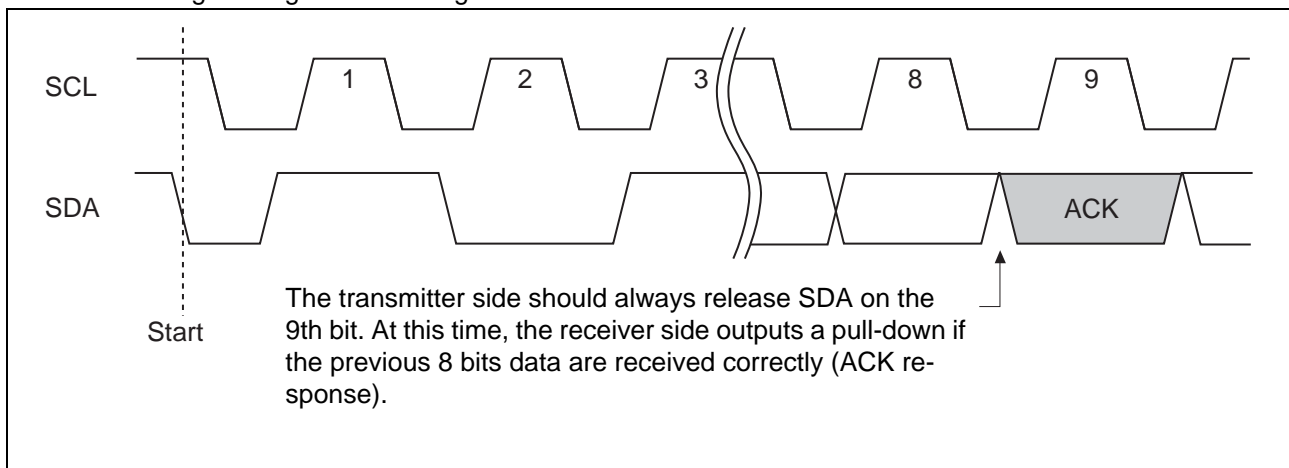 SCL
1
2
3
8
9
SDA
ACK
Start
The transmitter side should always release SDA on the
9th bit. At this time, the receiver side outputs a pull-down if
the previous 8 bits data are received correctly (ACK re-
sponse).